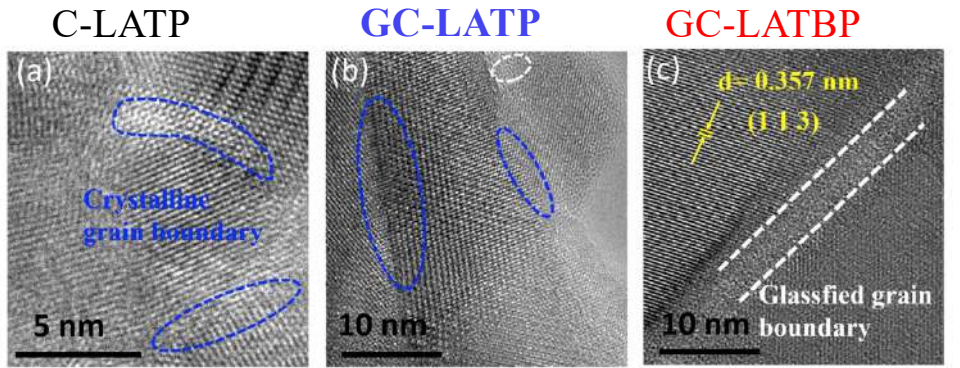 C-LATP
GC-LATP
GC-LATBP
(a)
Crystalline
grain boundary
5 nm
(b)
10 nm
(c)
d= 0.357 nm
(1 1 3)
Glassfied grain
boundary
10 nm